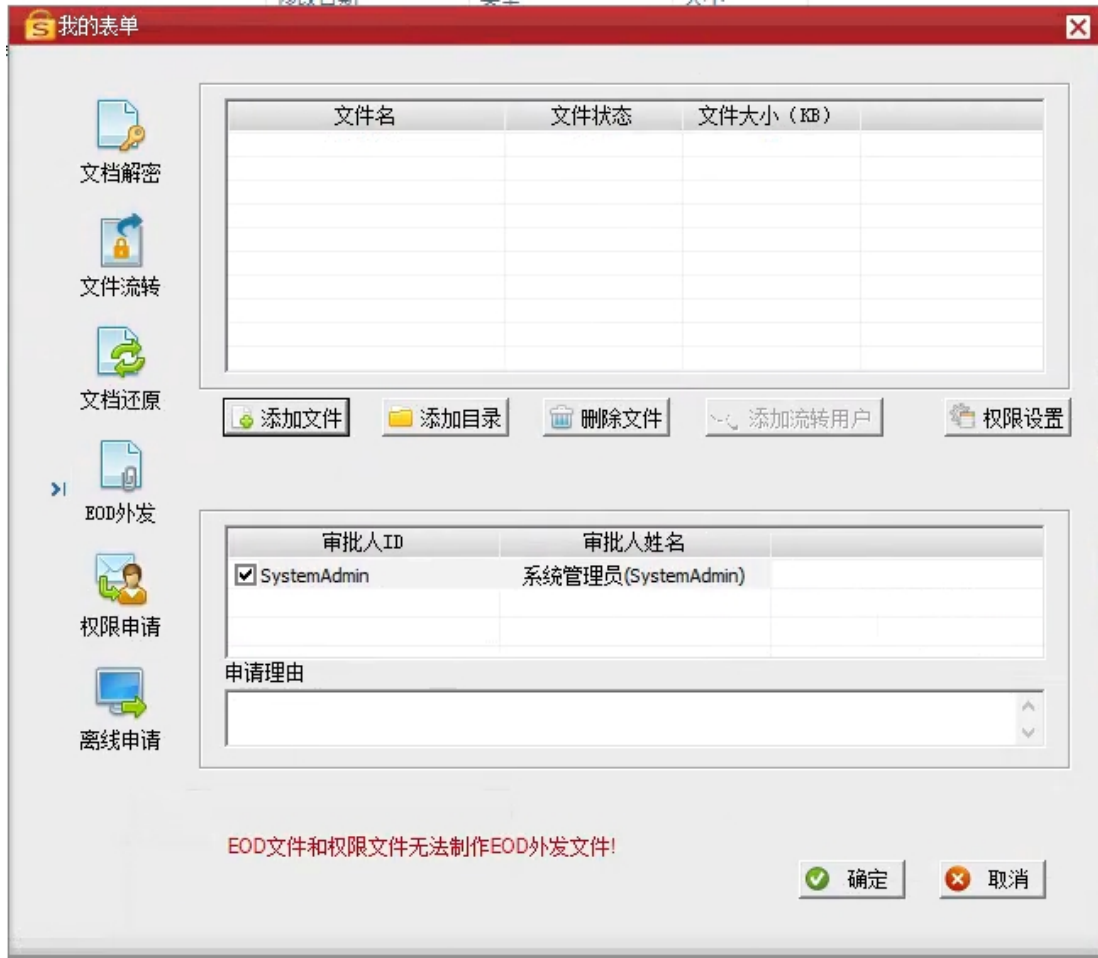 我的表单
文档解密
文件流转
文档还原
EOD外发
权限申请
离线申请
文件名 文件状态 文件大小（KB）
添加文件 添加目录 删除文件 添加流转用户 权限设置
审批人ID 审批人姓名
SystemAdmin 系统管理员(SystemAdmin)
申请理由
EOD文件和权限文件无法制作EOD外发文件!
确定 取消